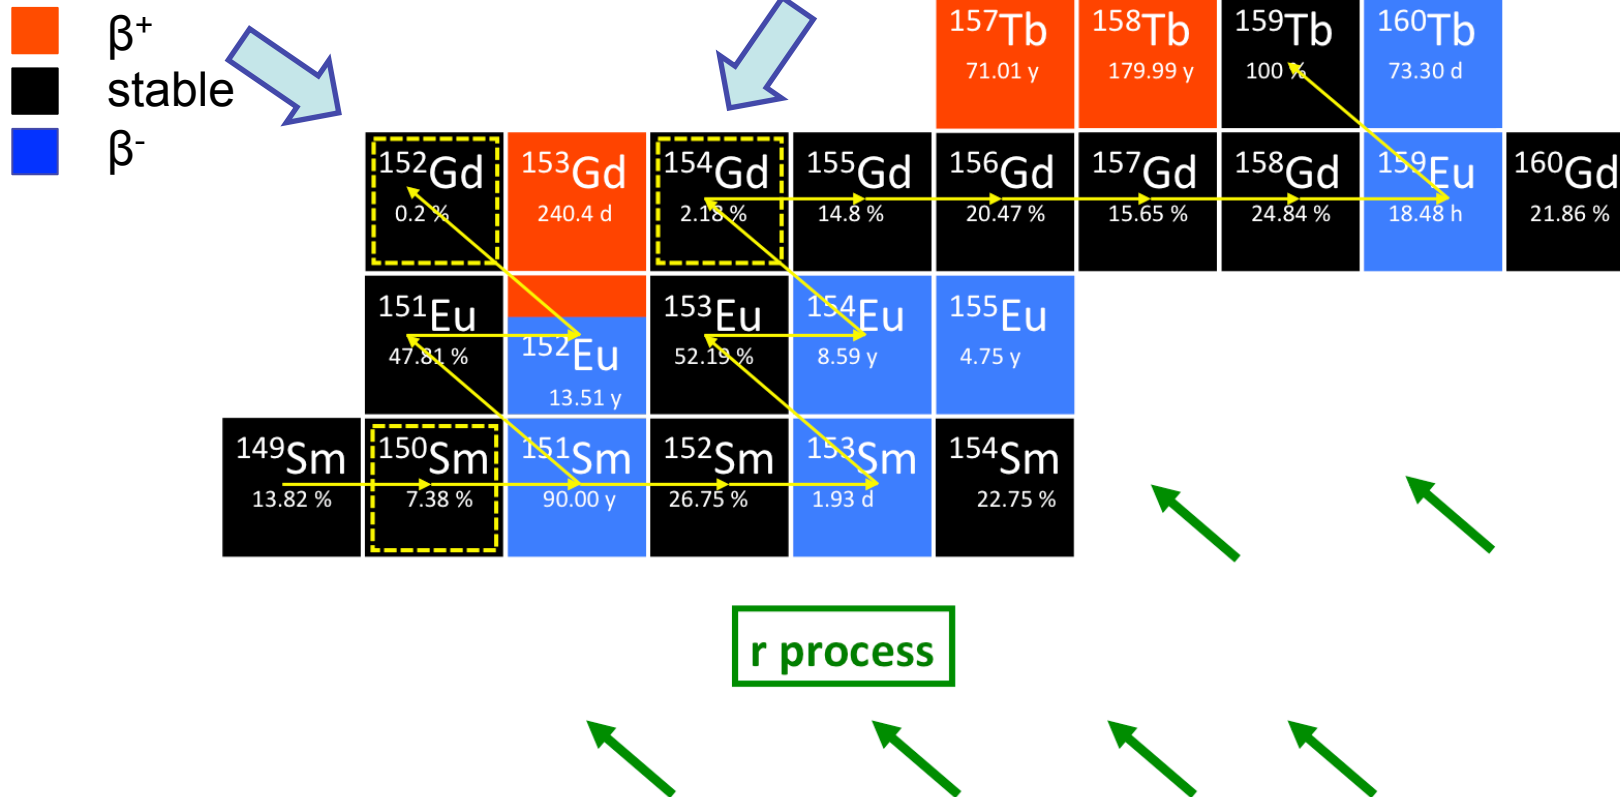 β⁺
stable
β⁻
¹⁵⁷Tb ¹⁵⁸Tb ¹⁵⁹Tb ¹⁶⁰Tb
71.01 y 179.99 y 100 % 73.30 d
¹⁵²Gd ¹⁵³Gd ¹⁵⁴Gd ¹⁵⁵Gd ¹⁵⁶Gd ¹⁵⁷Gd ¹⁵⁸Gd ¹⁵⁹Eu ¹⁶⁰Gd
0.2 % 240.4 d 2.18 % 14.8 % 20.47 % 15.65 % 24.84 % 18.48 h 21.86 %
¹⁵¹Eu ¹⁵²Eu ¹⁵³Eu ¹⁵⁴Eu ¹⁵⁵Eu
47.81 % 13.51 y 52.19 % 8.59 y 4.75 y
¹⁴⁹Sm ¹⁵⁰Sm ¹⁵¹Sm ¹⁵²Sm ¹⁵³Sm ¹⁵⁴Sm
13.82 % 7.38 % 90.00 y 26.75 % 1.93 d 22.75 %
r process